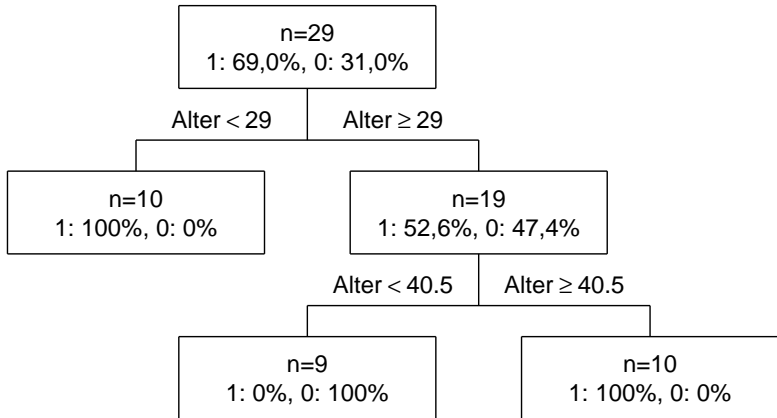 n=29
1: 69,0%, 0: 31,0%
Alter < 29
Alter ≥ 29
n=10
1: 100%, 0: 0%
n=19
1: 52,6%, 0: 47,4%
Alter < 40.5
Alter ≥ 40.5
n=9
1: 0%, 0: 100%
n=10
1: 100%, 0: 0%